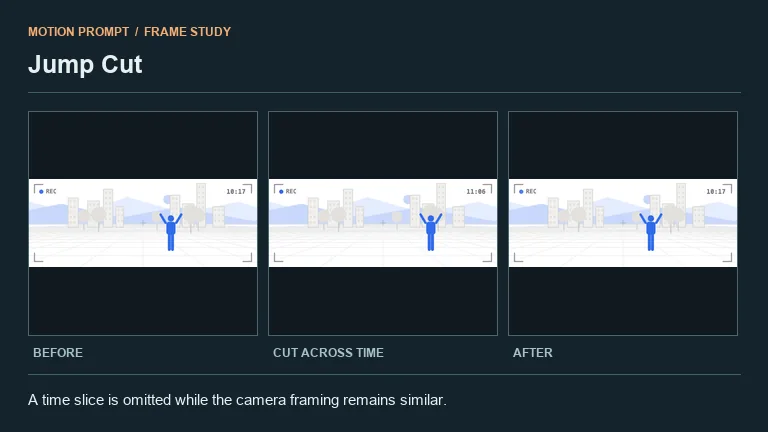 MOTION PROMPT / FRAME STUDY
Jump Cut
REC 10:17
REC 11:06
REC 10:17
BEFORE
CUT ACROSS TIME
AFTER
A time slice is omitted while the camera framing remains similar.